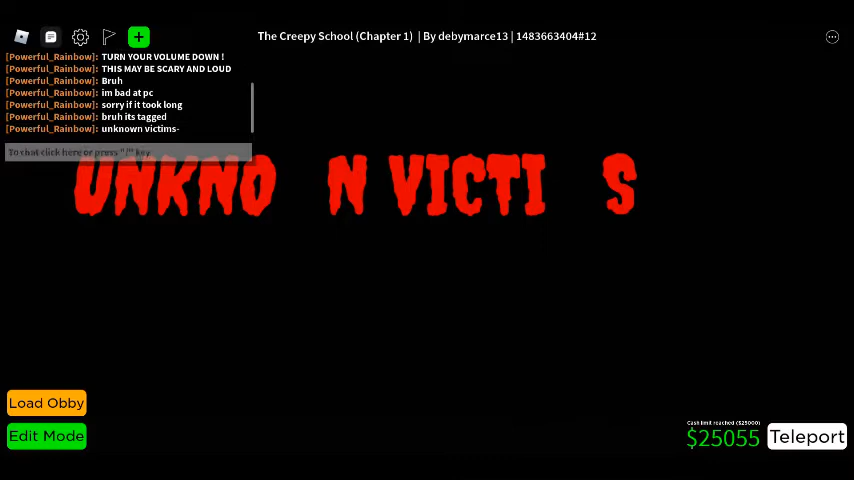 The Creepy School (Chapter 1) | By debymarce13 | 1483663404#12
[Powerful_Rainbow]: TURN YOUR VOLUME DOWN !
[Powerful_Rainbow]: THIS MAY BE SCARY AND LOUD
[Powerful_Rainbow]: Bruh
[Powerful_Rainbow]: im bad at pc
[Powerful_Rainbow]: sorry if it took long
[Powerful_Rainbow]: bruh its tagged
[Powerful_Rainbow]: unknown victims-
To chat click here or press "/" key
UNKNO N VICTI S
Load Obby
Edit Mode
Cash limit reached ($25000)
$25055
Teleport